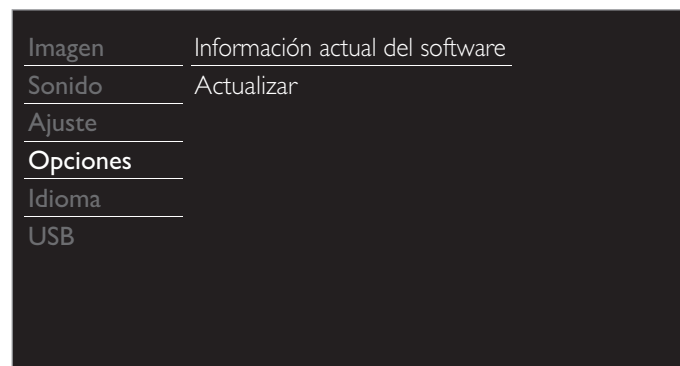 Imagen
Sonido
Ajuste
Opciones
Idioma
USB
Información actual del software
Actualizar